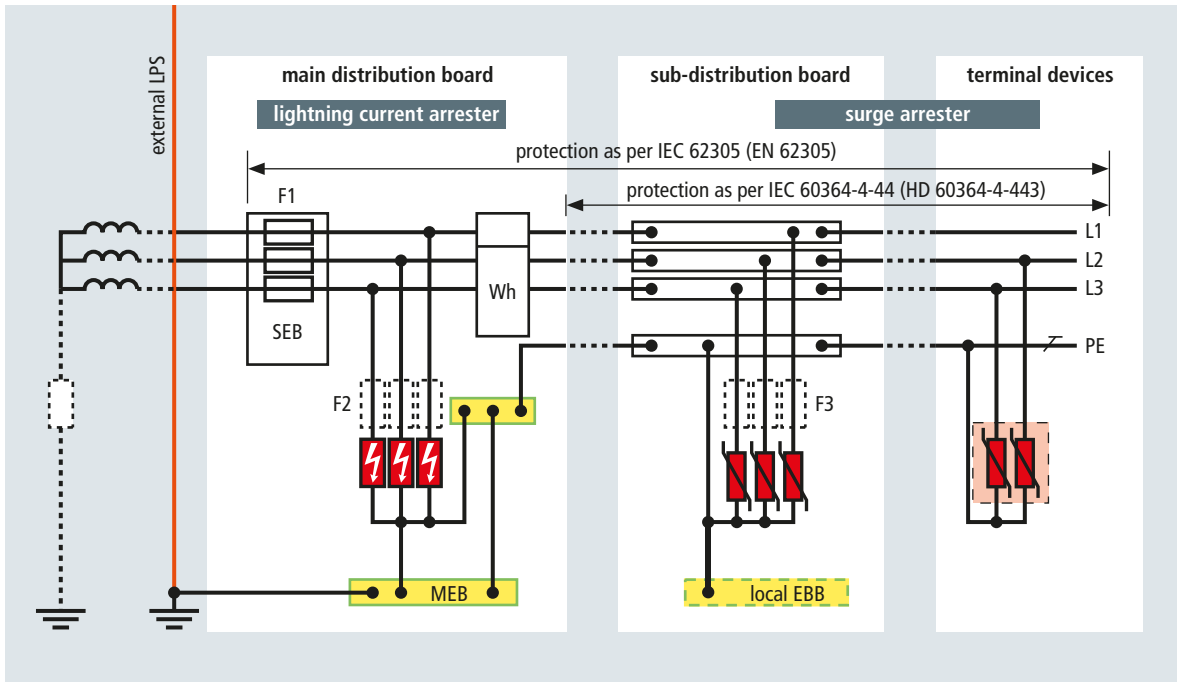 external LPS
main distribution board
sub-distribution board
terminal devices
lightning current arrester
surge arrester
protection as per IEC 62305 (EN 62305)
protection as per IEC 60364-4-44 (HD 60364-4-443)
F1
L1
L2
L3
Wh
SEB
PE
F2
F3
MEB
local EBB